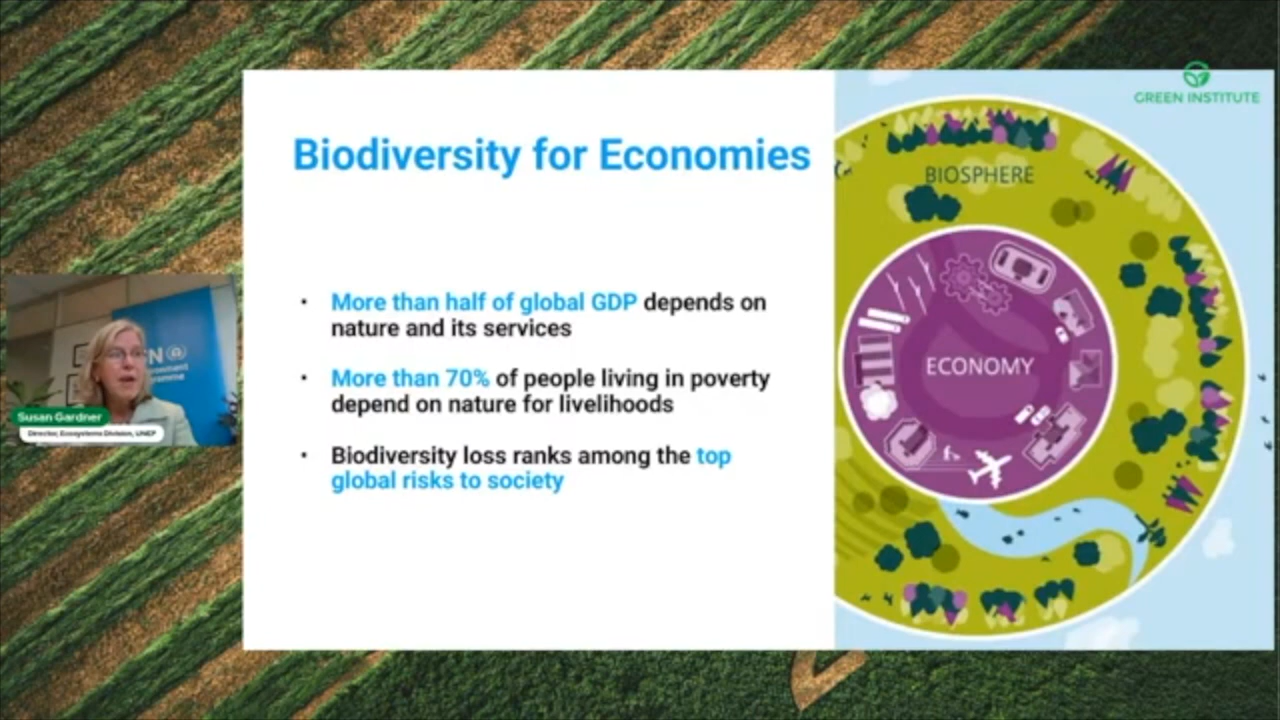 GREEN INSTITUTE
Biodiversity for Economies
• More than half of global GDP depends on
nature and its services
• More than 70% of people living in poverty
depend on nature for livelihoods
• Biodiversity loss ranks among the top
global risks to society
BIOSPHERE
ECONOMY
Susan Gardner
Director, Ecosystems Division, UNEP